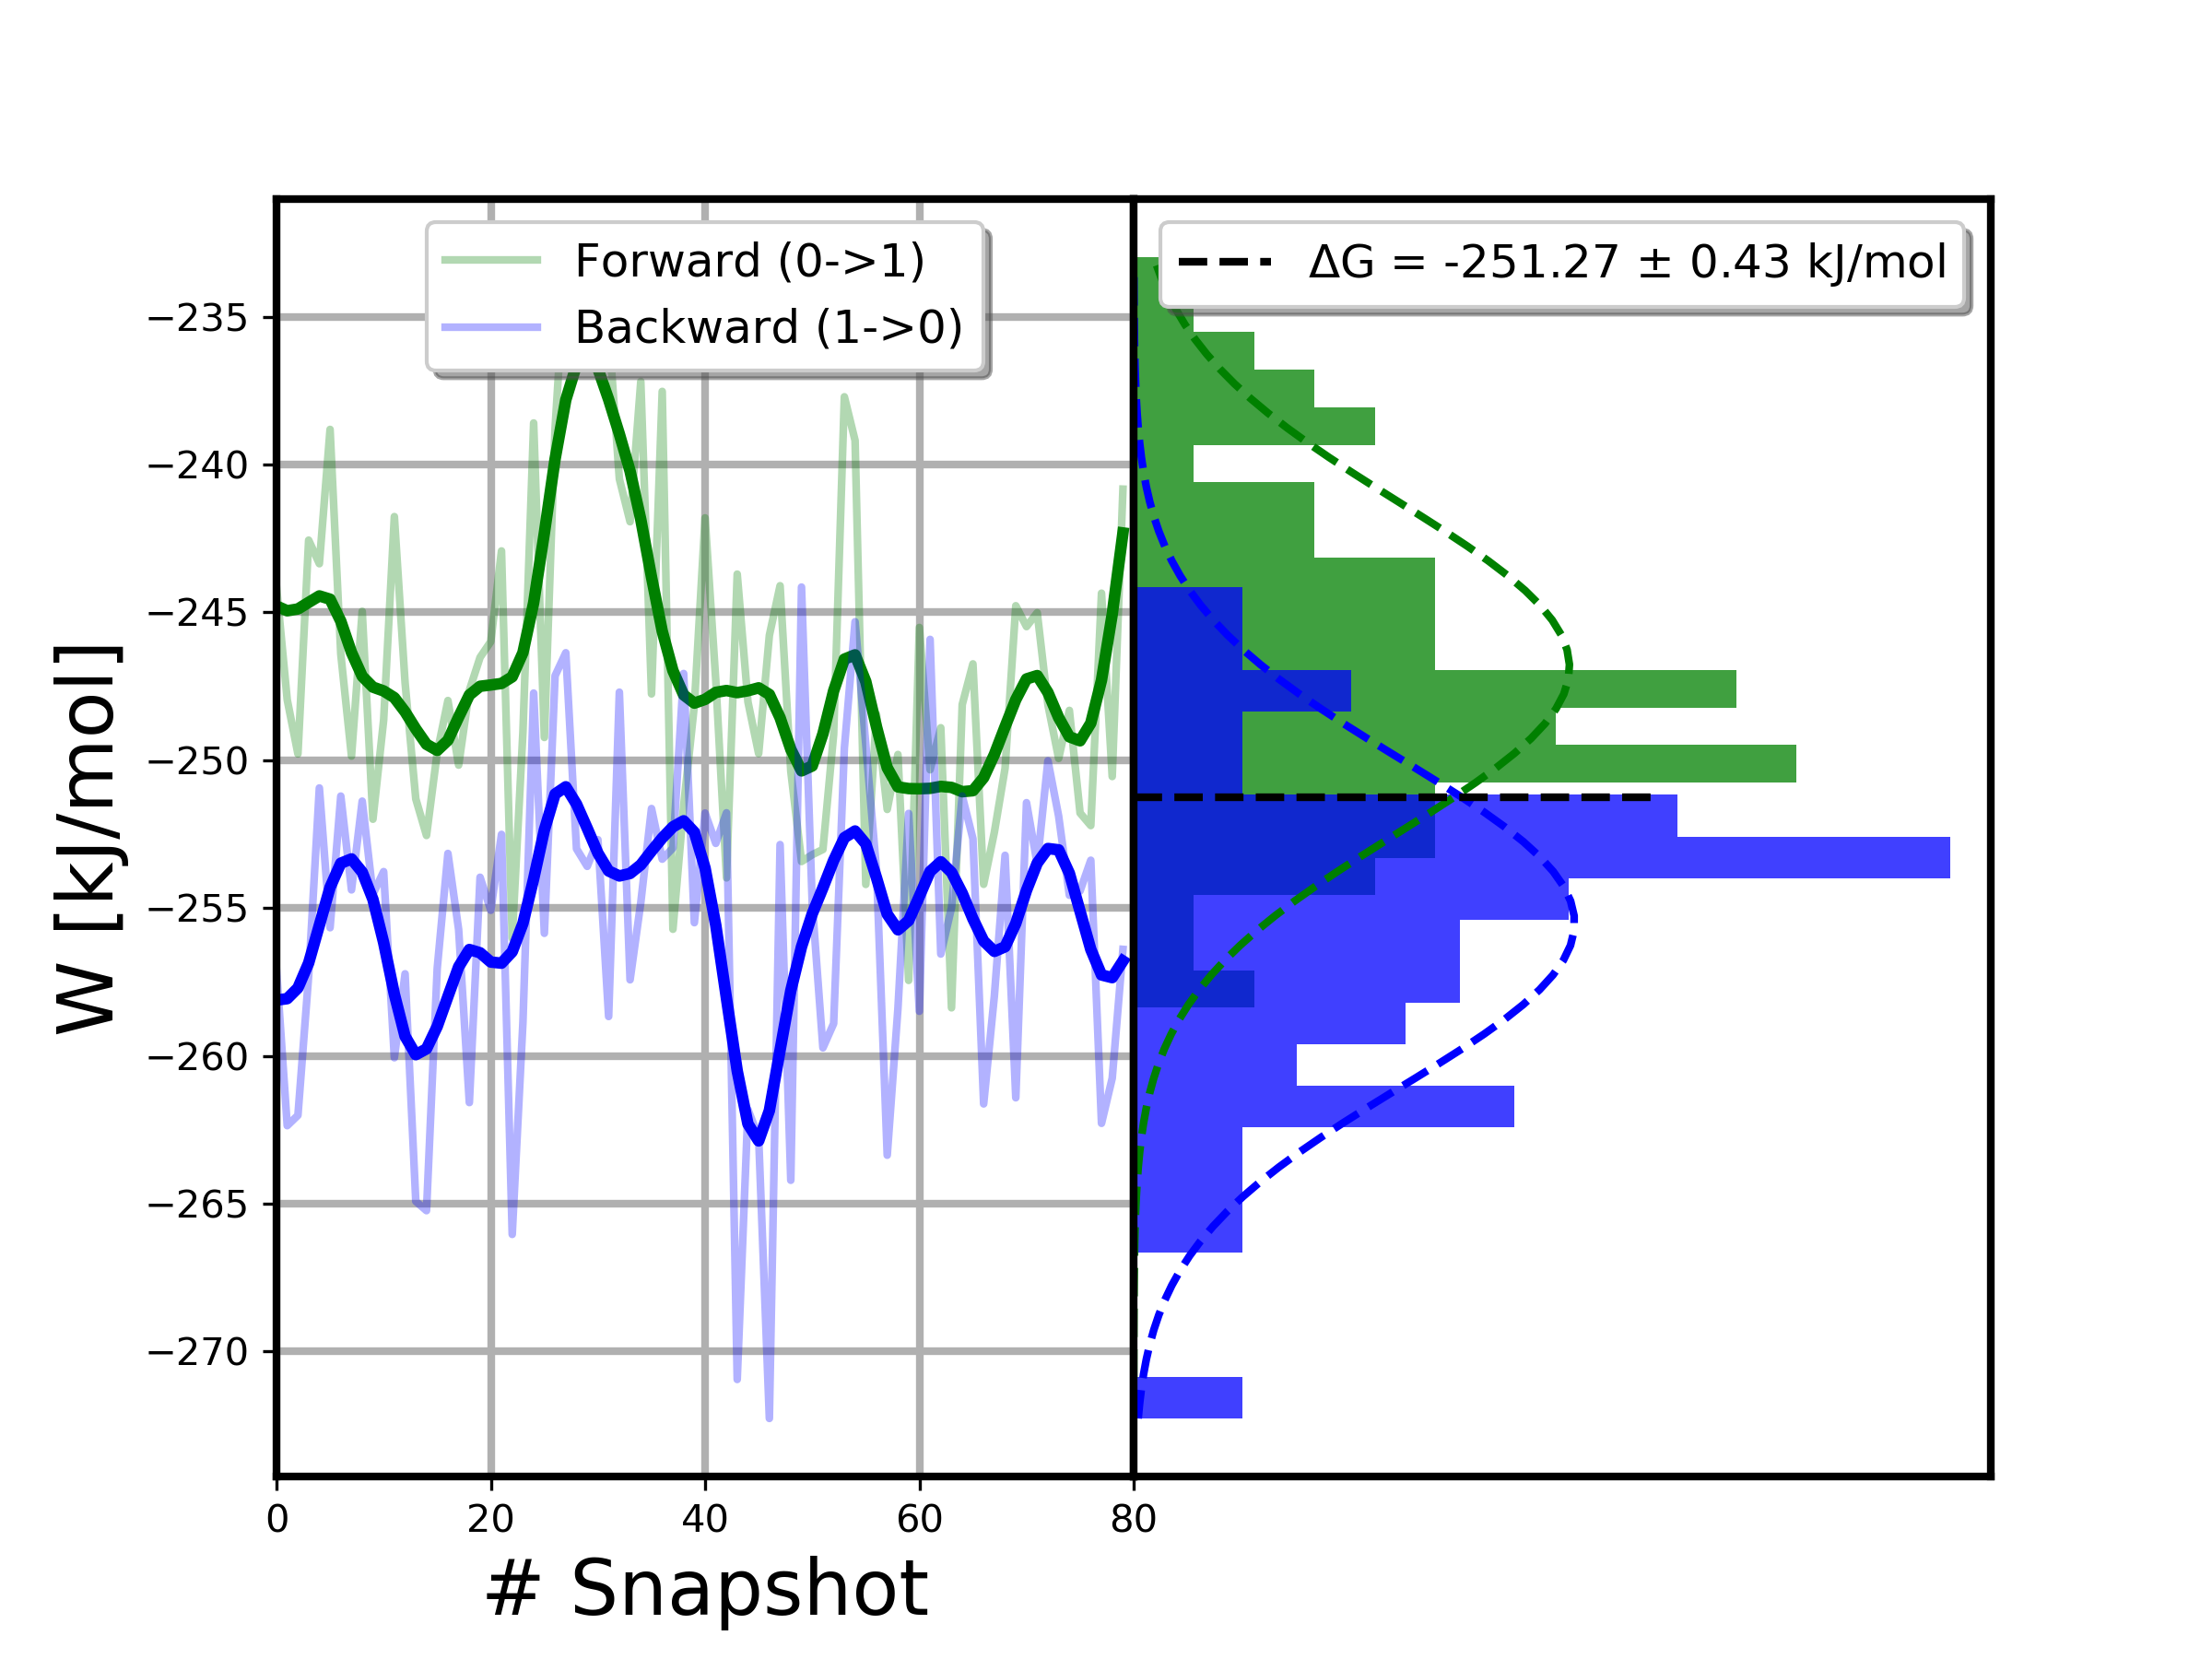 Forward (0->1)
Backward (1->0)
ΔG = -251.27 ± 0.43 kJ/mol
W [kJ/mol]
−235
−240
−245
−250
−255
−260
−265
−270
0 20 40 60 80
# Snapshot